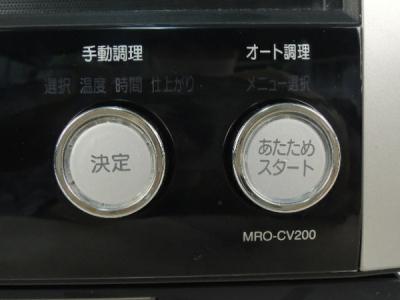 手動調理
選択 温度 時間 仕上がり
決定
オート調理
メニュー選択
あたため
スタート
MRO-CV200